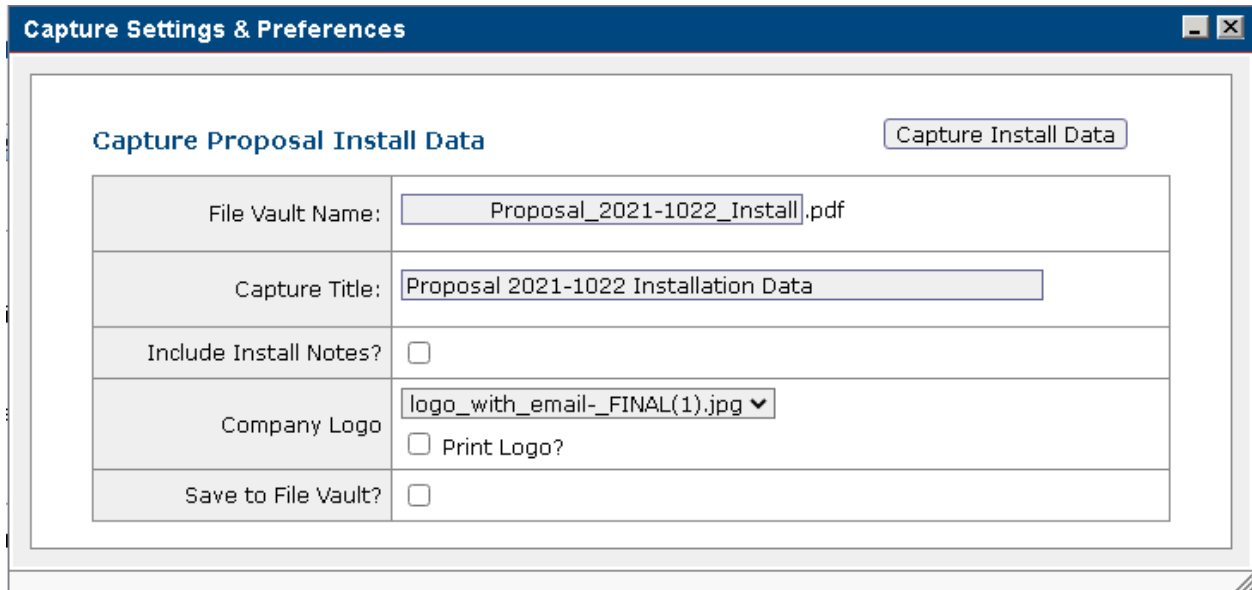 Capture Settings & Preferences
Capture Proposal Install Data
Capture Install Data
File Vault Name: Proposal_2021-1022_Install.pdf
Capture Title: Proposal 2021-1022 Installation Data
Include Install Notes?
Company Logo logo_with_email-_FINAL(1).jpg
Print Logo?
Save to File Vault?